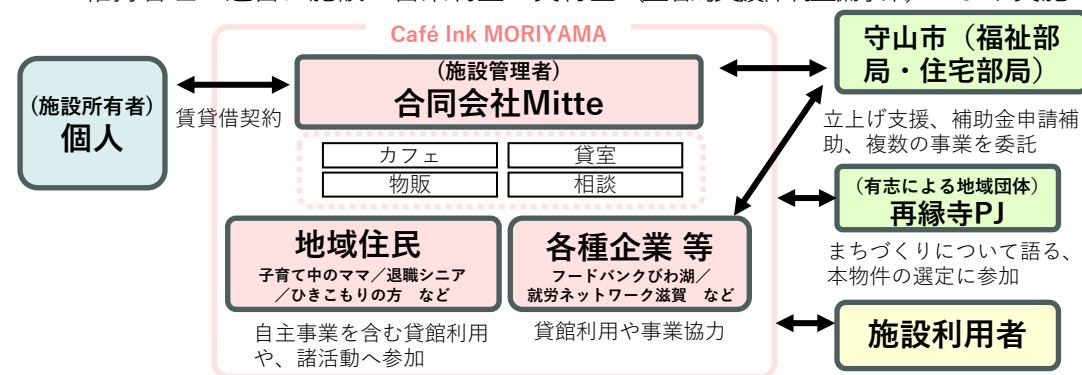 Café Ink MORIYAMA
（施設所有者）
個人
賃貸借契約
（施設管理者）
合同会社Mitte
カフェ
貸室
物販
相談
地域住民
子育て中のママ／退職シニア
／ひきこもりの方　など
自主事業を含む貸館利用
や、諸活動へ参加
各種企業 等
フードバンクびわ湖／
就労ネットワーク滋賀　など
貸館利用や事業協力
守山市（福祉部
局・住宅部局）
立上げ支援、補助金申請補
助、複数の事業を委託
（有志による地域団体）
再縁寺PJ
まちづくりについて語る、
本物件の選定に参加
施設利用者